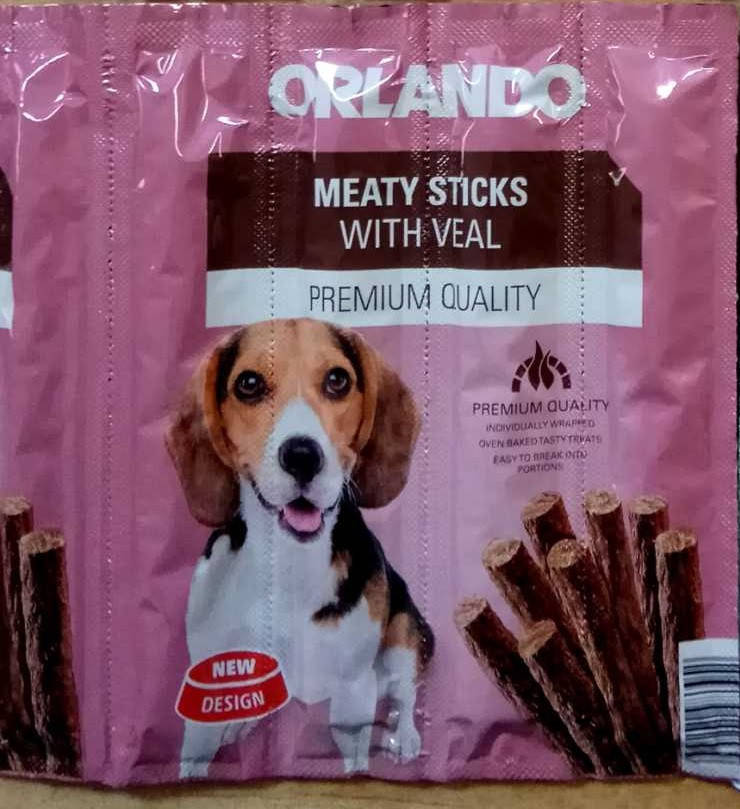 ORLANDO
MEATY STICKS
WITH VEAL
PREMIUM QUALITY
PREMIUM QUALITY
INDIVIDUALLY WRAPPED
OVEN BAKED TASTY TREATS
EASY TO BREAK INTO
PORTIONS
NEW
DESIGN